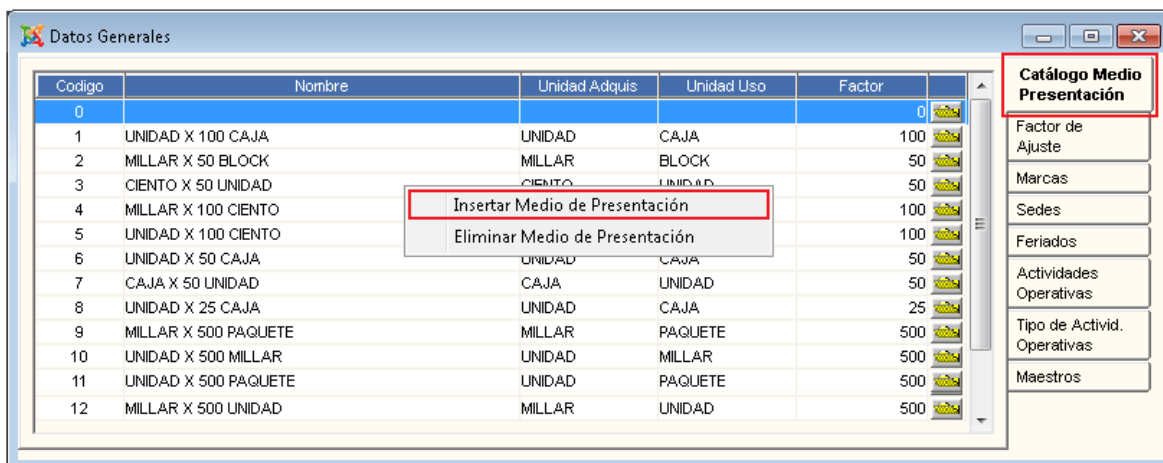 Datos Generales
Codigo Nombre Unidad Adquis Unidad Uso Factor
0 0
1 UNIDAD X 100 CAJA UNIDAD CAJA 100
2 MILLAR X 50 BLOCK MILLAR BLOCK 50
3 CIENTO X 50 UNIDAD CIENTO UNIDAD 50
4 MILLAR X 100 CIENTO 100
5 UNIDAD X 100 CIENTO 100
6 UNIDAD X 50 CAJA UNIDAD CAJA 50
7 CAJA X 50 UNIDAD CAJA UNIDAD 50
8 UNIDAD X 25 CAJA UNIDAD CAJA 25
9 MILLAR X 500 PAQUETE MILLAR PAQUETE 500
10 UNIDAD X 500 MILLAR UNIDAD MILLAR 500
11 UNIDAD X 500 PAQUETE UNIDAD PAQUETE 500
12 MILLAR X 500 UNIDAD MILLAR UNIDAD 500
Insertar Medio de Presentación
Eliminar Medio de Presentación
Catálogo Medio
Presentación
Factor de
Ajuste
Marcas
Sedes
Feriados
Actividades
Operativas
Tipo de Activid.
Operativas
Maestros